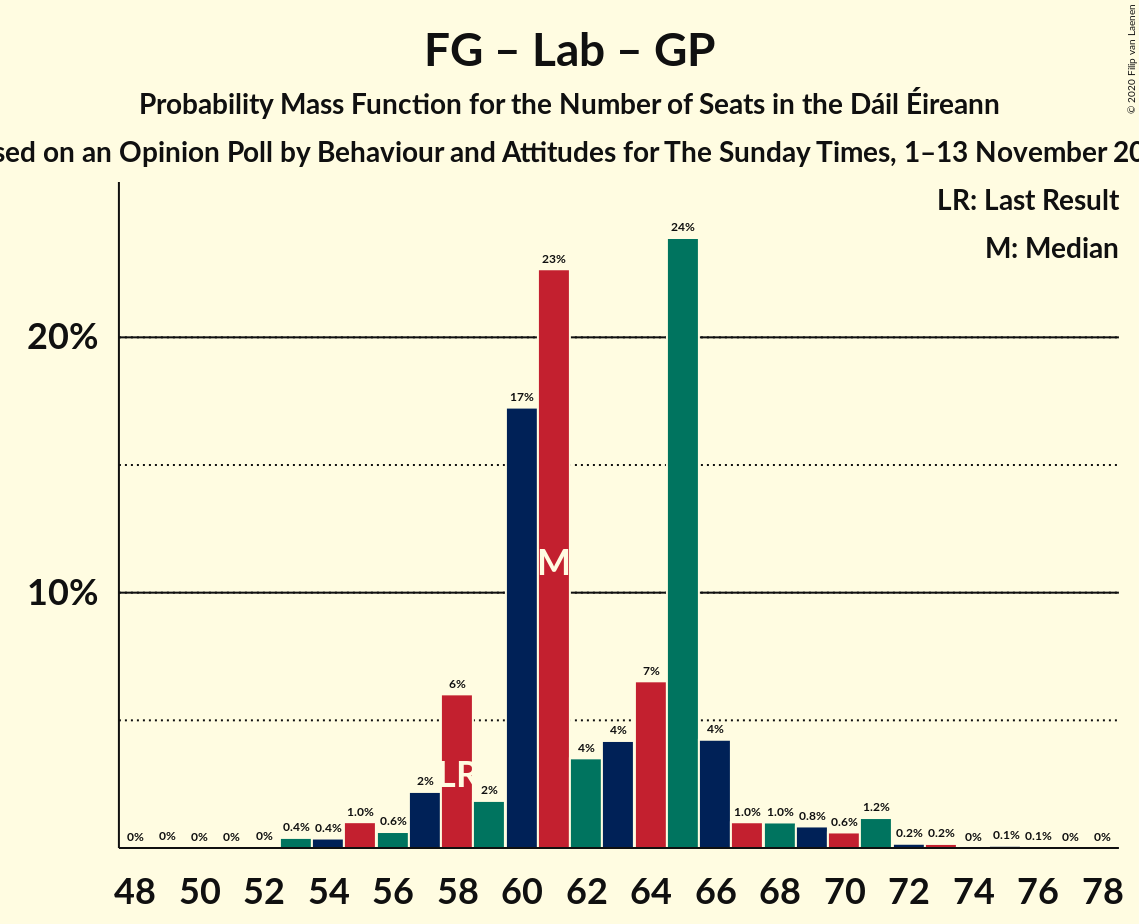 FG – Lab – GP
Probability Mass Function for the Number of Seats in the Dáil Éireann
on an Opinion Poll by Behaviour and Attitudes for The Sunday Times, 1–13 November
© 2020 Filip van Laenen
LR: Last Result
M: Median
20%
10%
0% 0% 0% 0% 0% 0.4% 0.4% 1.0% 0.6% 2% 6% 2% 17% 23% 4% 4% 7% 24% 4% 1.0% 1.0% 0.8% 0.6% 1.2% 0.2% 0.2% 0% 0.1% 0.1% 0% 0%
LR M
48 50 52 54 56 58 60 62 64 66 68 70 72 74 76 78